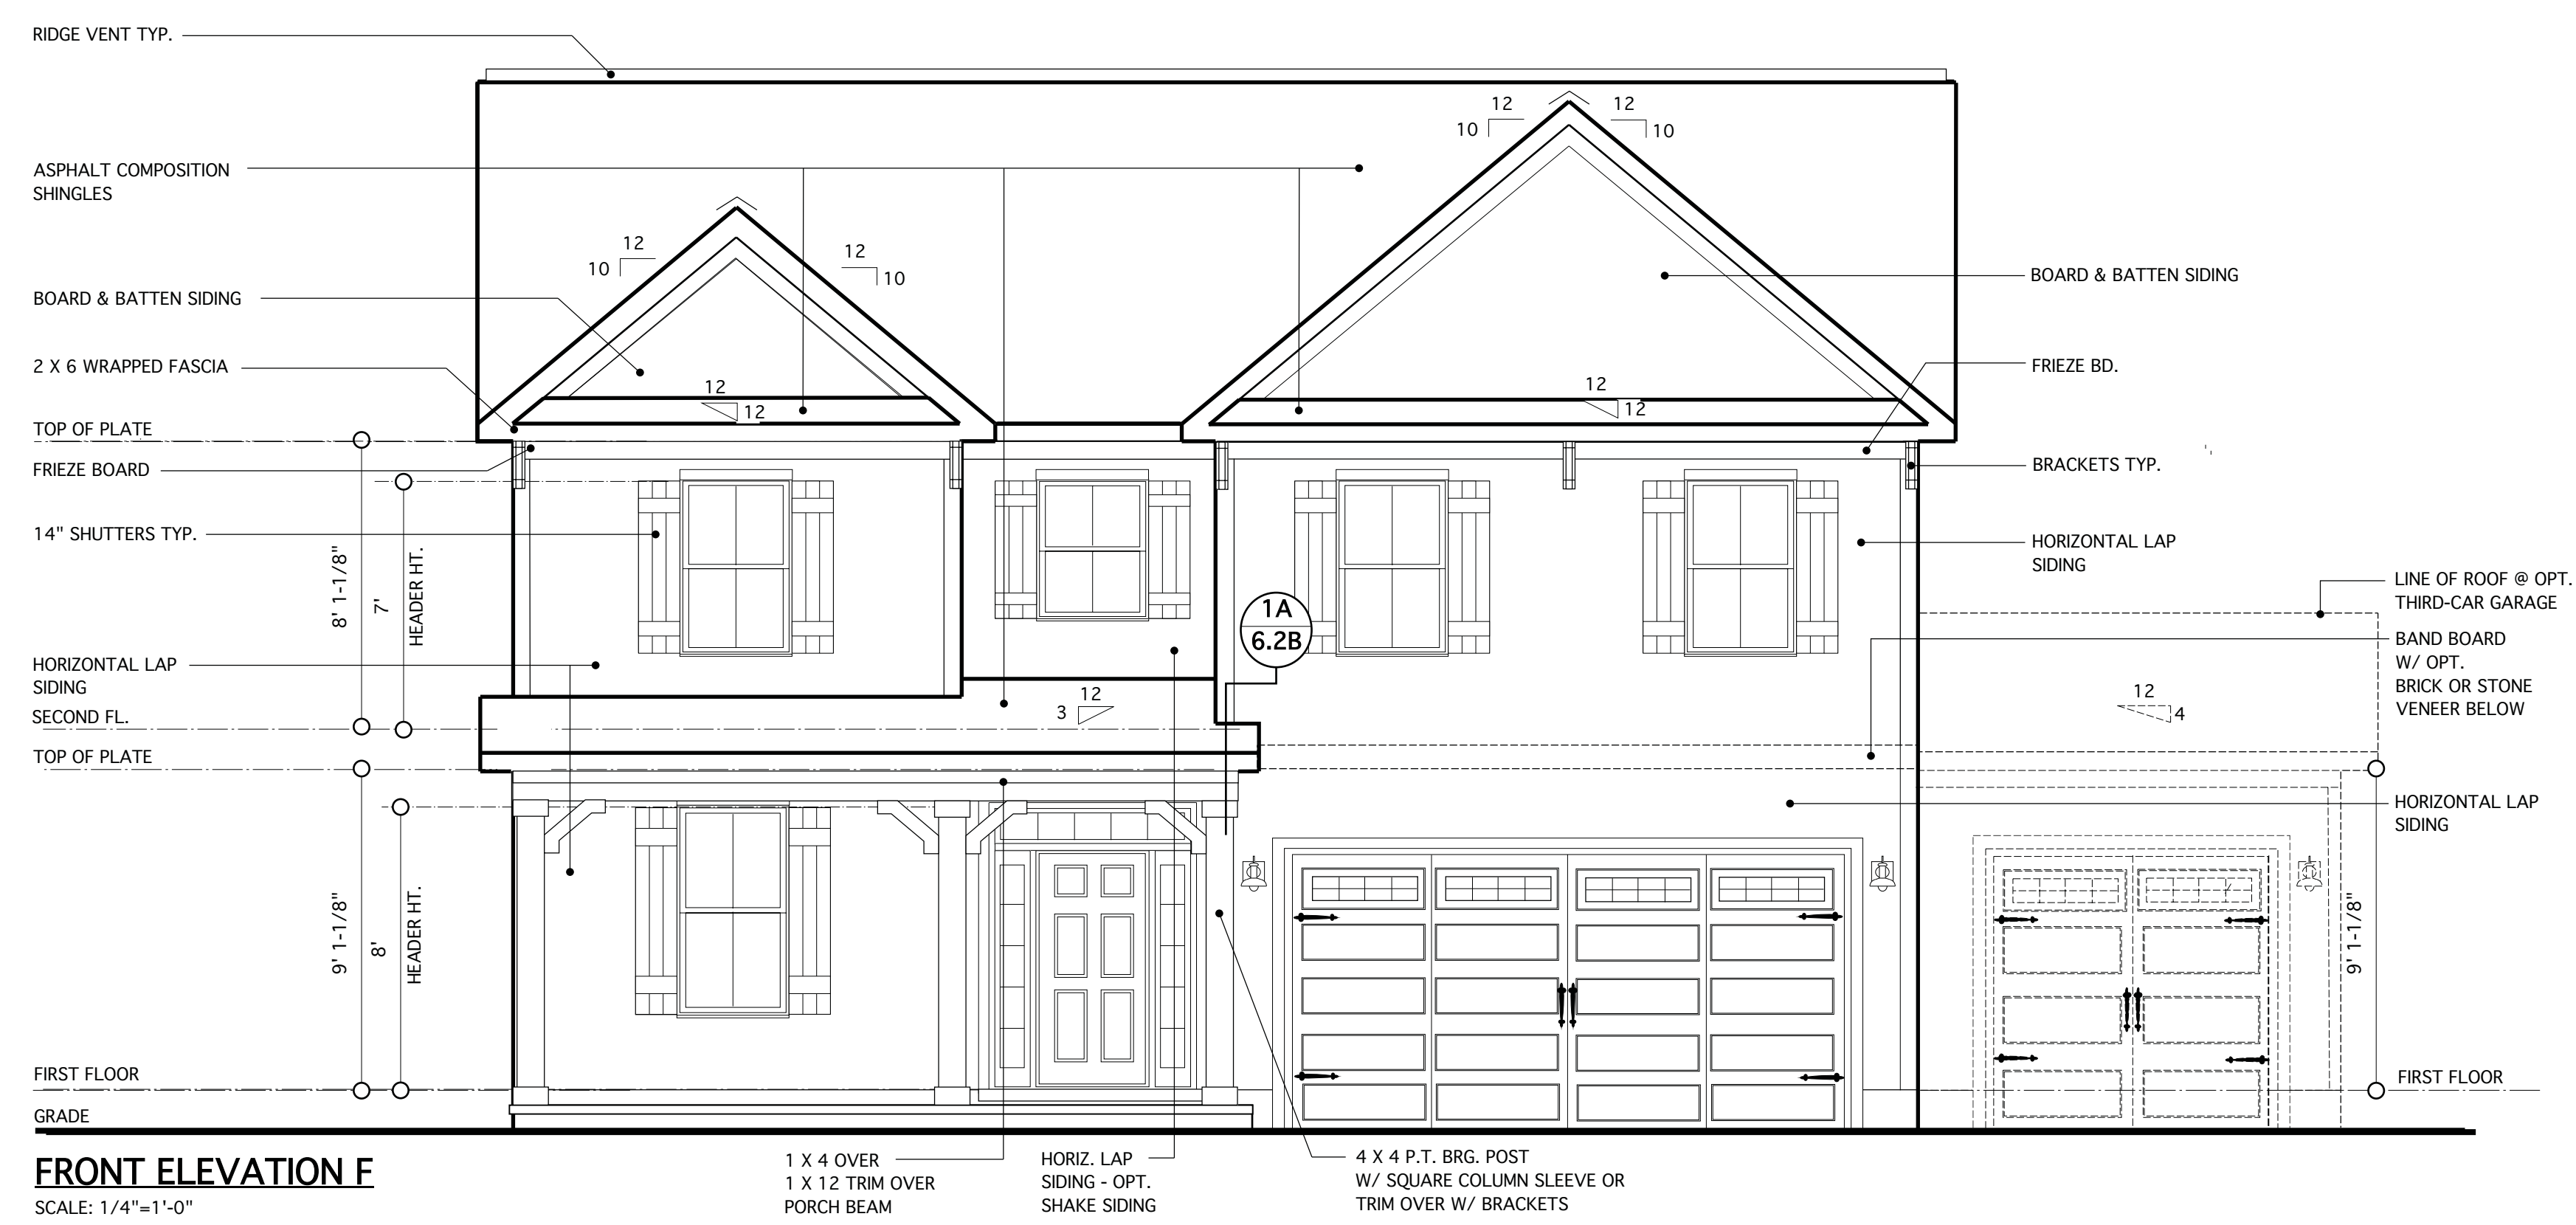 RIDGE VENT TYP.
12
10
12
10
ASPHALT COMPOSITION
SHINGLES
12
10
12
10
BOARD & BATTEN SIDING
BOARD & BATTEN SIDING
2 X 6 WRAPPED FASCIA
12
12
12
12
FRIEZE BD.
TOP OF PLATE
FRIEZE BOARD
BRACKETS TYP.
14" SHUTTERS TYP.
8' 1-1/8"
7'
HEADER HT.
HORIZONTAL LAP
SIDING
LINE OF ROOF @ OPT.
THIRD-CAR GARAGE
1A
6.2B
BAND BOARD
W/ OPT.
BRICK OR STONE
VENEER BELOW
HORIZONTAL LAP
SIDING
SECOND FL.
12
3
12
4
TOP OF PLATE
HORIZONTAL LAP
SIDING
9' 1-1/8"
8'
HEADER HT.
9' 1-1/8"
FIRST FLOOR
FIRST FLOOR
GRADE
FRONT ELEVATION F
SCALE: 1/4"=1'-0"
1 X 4 OVER
1 X 12 TRIM OVER
PORCH BEAM
HORIZ. LAP
SIDING - OPT.
SHAKE SIDING
4 X 4 P.T. BRG. POST
W/ SQUARE COLUMN SLEEVE OR
TRIM OVER W/ BRACKETS